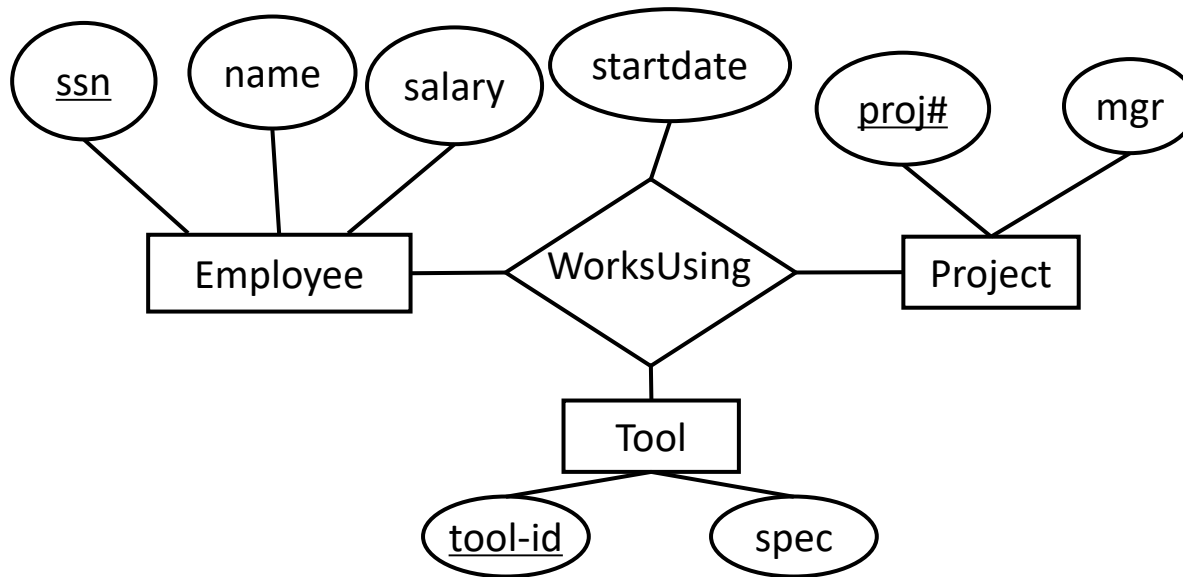 ssn
name
salary
startdate
proj#
mgr
Employee
WorksUsing
Project
Tool
tool-id
spec